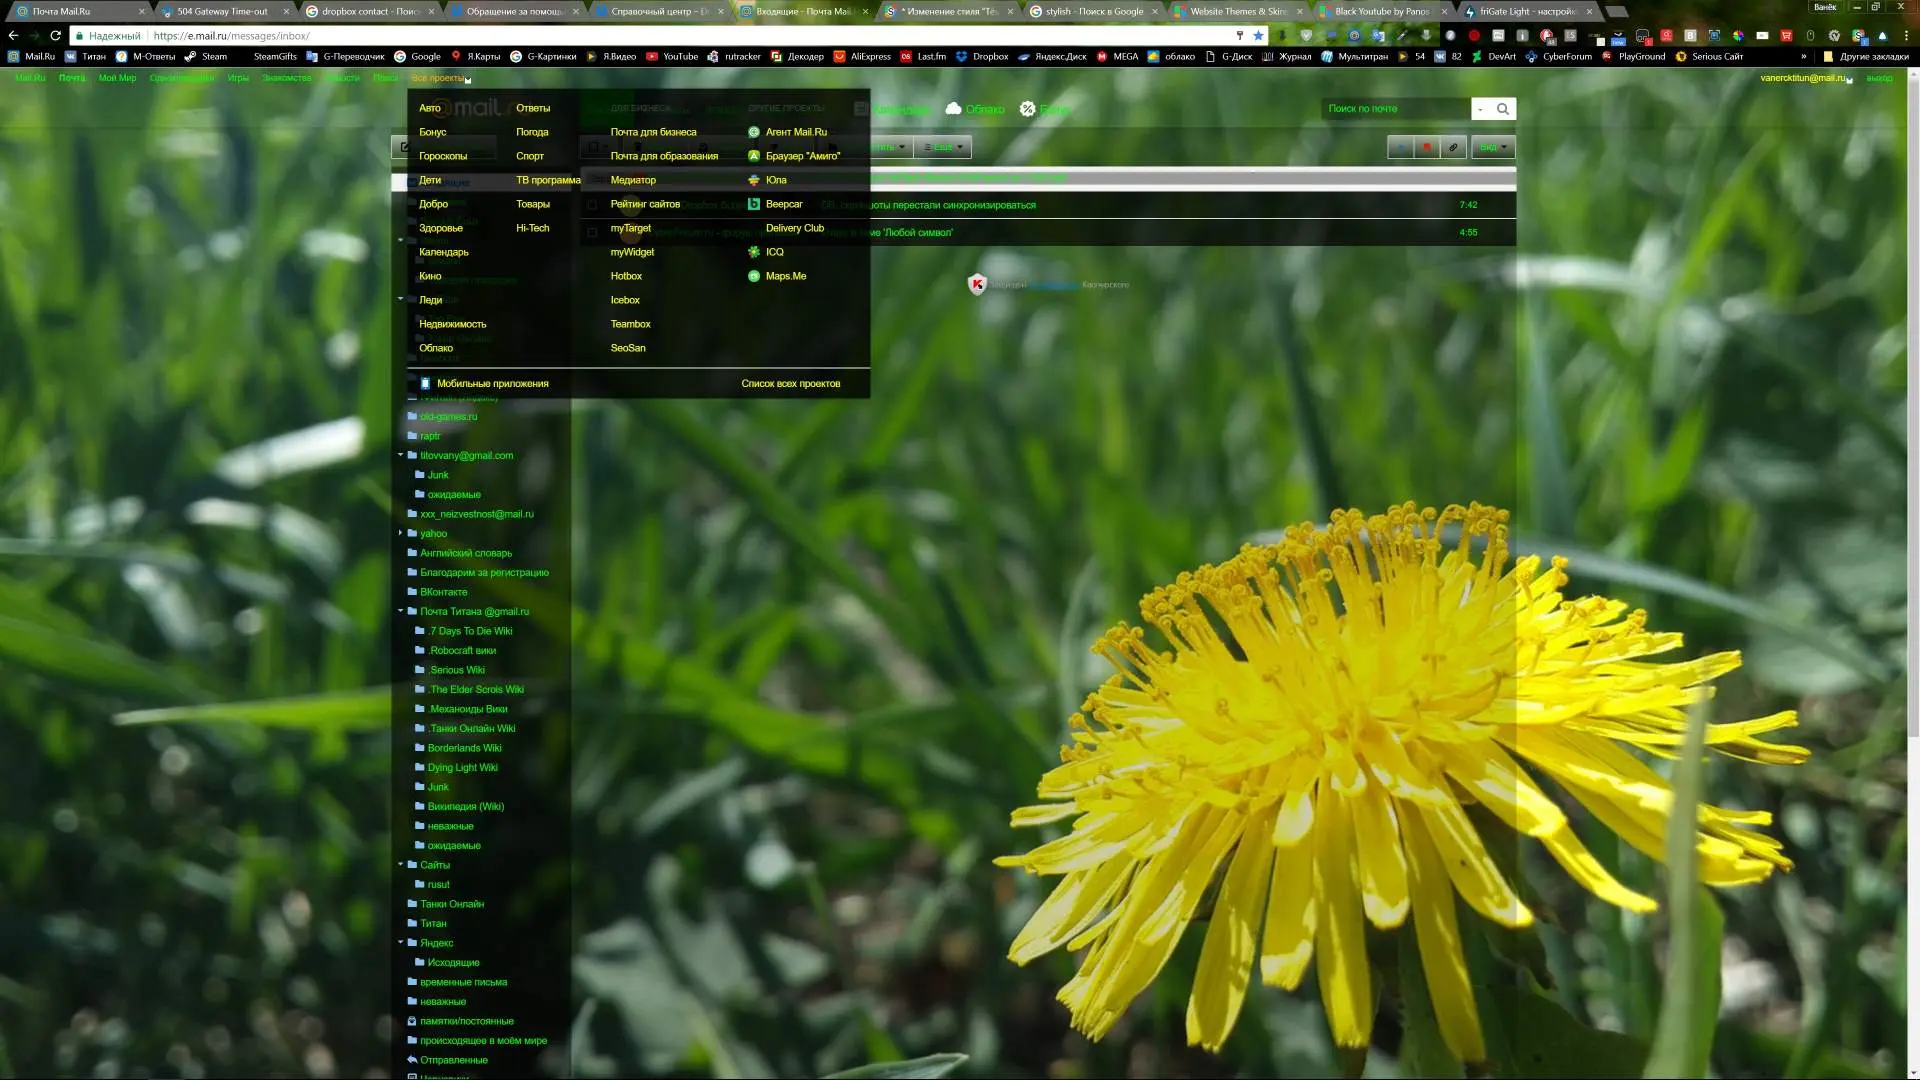 Почта Mail.Ru
504 Gateway Time-out
dropbox contact - Поис
Обращение за помощь
Справочный центр – D
Входящие - Почта Mail.
* Изменение стиля "Тё
stylish - Поиск в Google
Website Themes & Skins
Black Youtube by Panos
friGate Light - настройк
Ванёк
Надежный
https://e.mail.ru/messages/inbox/
Mail.Ru
Титан
М-Ответы
Steam
SteamGifts
G-Переводчик
Google
Я.Карты
G-Картинки
Я.Видео
YouTube
rutracker
Декодер
AliExpress
Last.fm
Dropbox
Яндекс.Диск
MEGA
облако
G-Диск
Журнал
Мультитран
54
82
DevArt
CyberForum
PlayGround
Serious Сайт
»
Другие закладки
Mail.Ru
Почта
Мой Мир
Одноклассники
Игры
Знакомства
Новости
Поиск
Все проекты
vanercktitun@mail.ru
выход
Авто
Бонус
Гороскопы
Дети
Добро
Здоровье
Календарь
Кино
Леди
Недвижимость
Облако
Ответы
Погода
Спорт
ТВ программа
Товары
Hi-Tech
ДЛЯ БИЗНЕСА
Почта для бизнеса
Почта для образования
Медиатор
Рейтинг сайтов
myTarget
myWidget
Hotbox
Icebox
Teambox
SeoSan
ДРУГИЕ ПРОЕКТЫ
Агент Mail.Ru
Браузер "Амиго"
Юла
Beepcar
Delivery Club
ICQ
Maps.Me
Мобильные приложения
Список всех проектов
@mail.ru
Облако
Поиск по почте
Ещё
Вид
перестали синхронизироваться
7:42
'Любой символ'
4:55
Касперского
old-games.ru
raptr
titovvany@gmail.com
Junk
ожидаемые
xxx_neizvestnost@mail.ru
yahoo
Английский словарь
Благодарим за регистрацию
ВКонтакте
Почта Титана @gmail.ru
.7 Days To Die Wiki
.Robocraft вики
.Serious Wiki
.The Elder Scrols Wiki
.Механоиды Вики
.Танки Онлайн Wiki
Borderlands Wiki
Dying Light Wiki
Junk
Википедия (Wiki)
неважные
ожидаемые
Сайты
rusut
Танки Онлайн
Титан
Яндекс
Исходящие
временные письма
неважные
памятки/постоянные
происходящее в моём мире
Отправленные